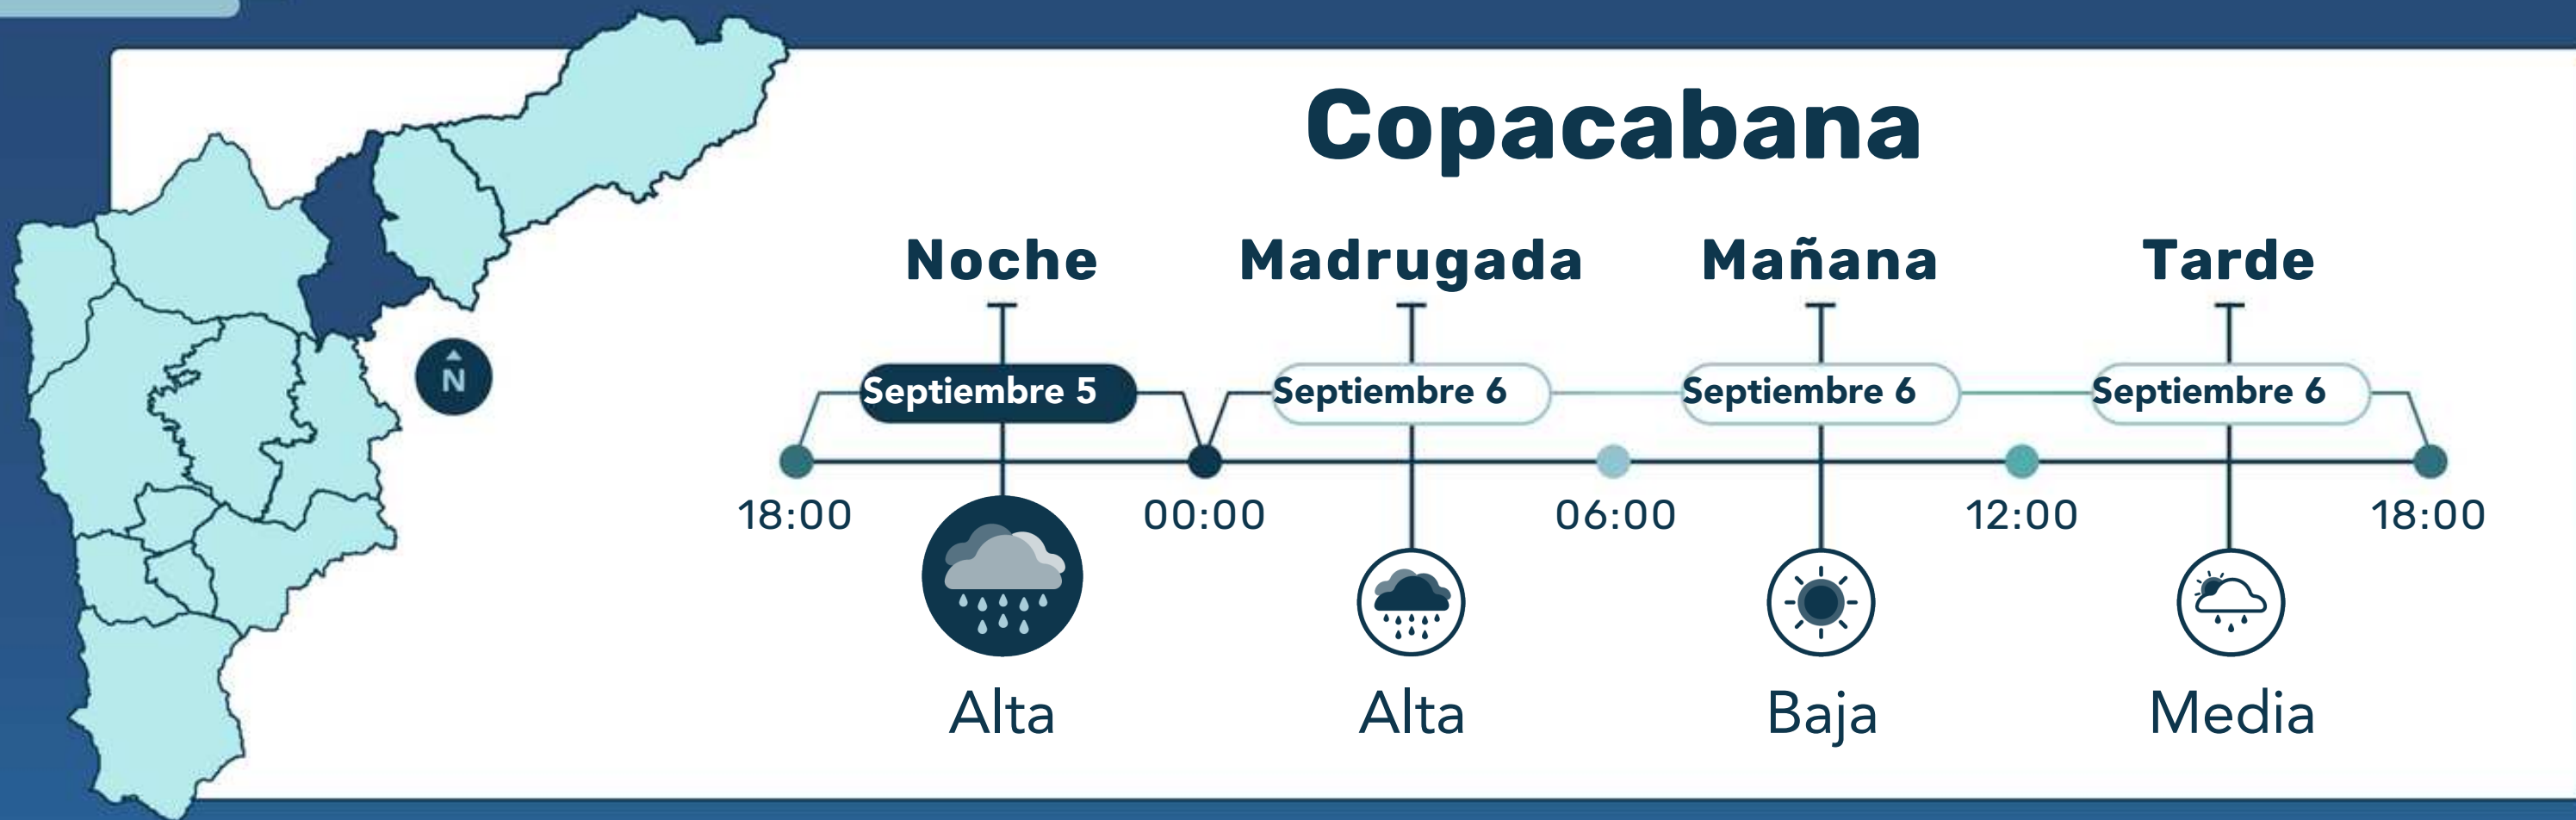 Copacabana
Noche Madrugada Mañana Tarde
Septiembre 5 Septiembre 6 Septiembre 6 Septiembre 6
N
18:00 00:00 06:00 12:00 18:00
Alta Alta Baja Media